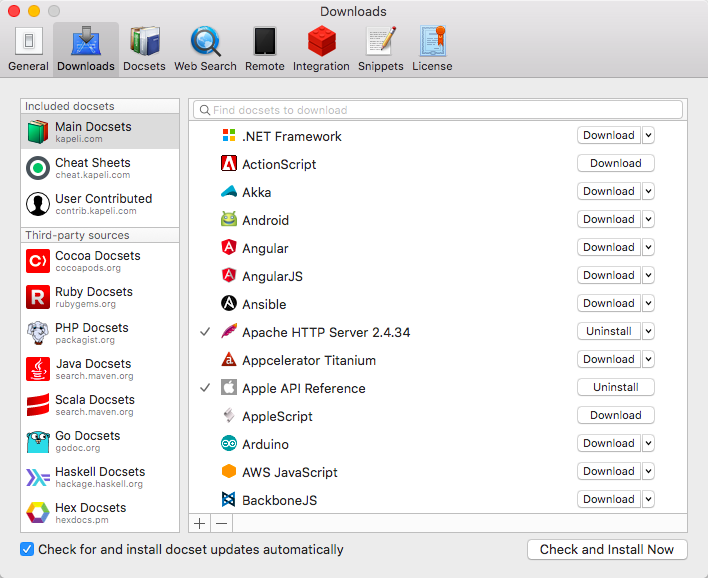 Downloads
General
Downloads
Docsets
Web Search
Remote
Integration
Snippets
License
Included docsets
Main Docsets
kapeli.com
Cheat Sheets
cheat.kapeli.com
User Contributed
contrib.kapeli.com
Third-party sources
Cocoa Docsets
cocoapods.org
Ruby Docsets
rubygems.org
PHP Docsets
packagist.org
Java Docsets
search.maven.org
Scala Docsets
search.maven.org
Go Docsets
godoc.org
Haskell Docsets
hackage.haskell.org
Hex Docsets
hexdocs.pm
Find docsets to download
.NET Framework Download
ActionScript Download
Akka Download
Android Download
Angular Download
AngularJS Download
Ansible Download
Apache HTTP Server 2.4.34 Uninstall
Appcelerator Titanium Download
Apple API Reference Uninstall
AppleScript Download
Arduino Download
AWS JavaScript Download
BackboneJS Download
Check for and install docset updates automatically
Check and Install Now